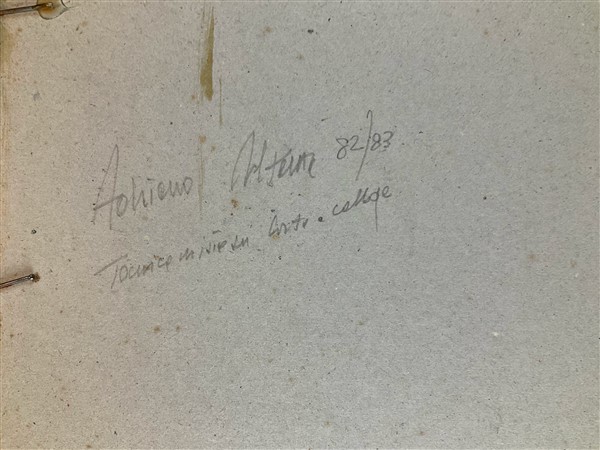 Adriano Altamira 82/83
Tecnica mista su Carta e collage